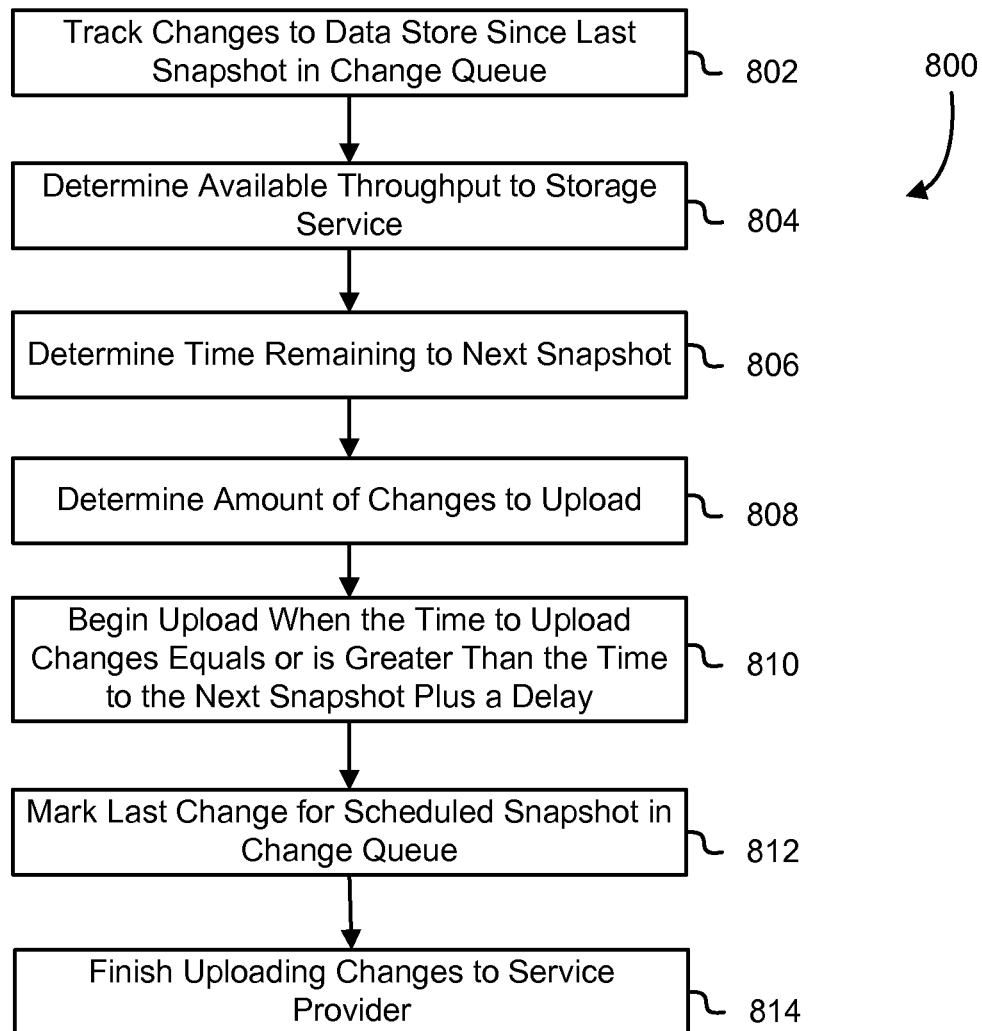 Track Changes to Data Store Since Last
Snapshot in Change Queue
802
800
Determine Available Throughput to Storage
Service
804
Determine Time Remaining to Next Snapshot
806
Determine Amount of Changes to Upload
808
Begin Upload When the Time to Upload
Changes Equals or is Greater Than the Time
to the Next Snapshot Plus a Delay
810
Mark Last Change for Scheduled Snapshot in
Change Queue
812
Finish Uploading Changes to Service
Provider
814